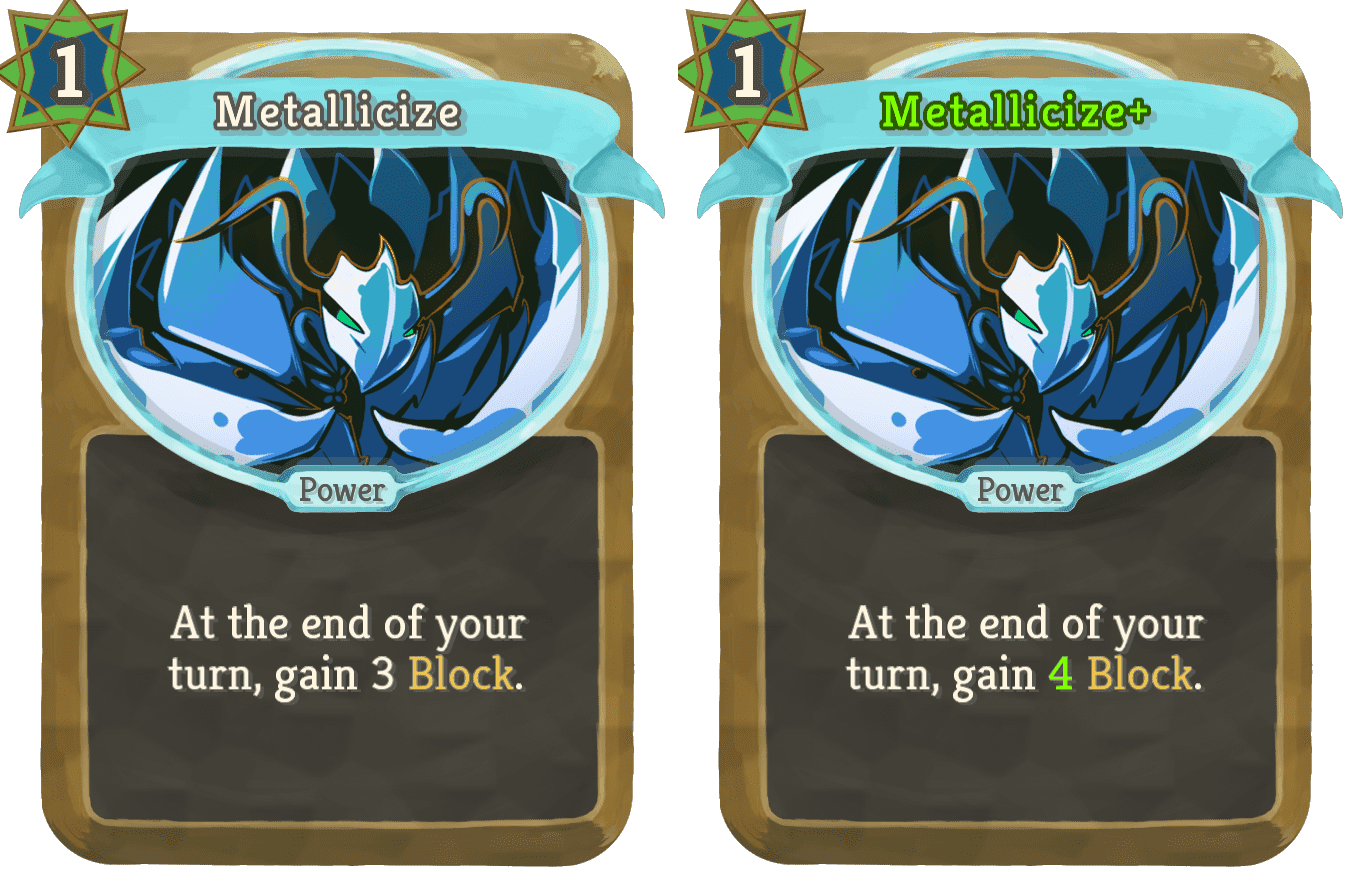 1
Metallicize
Power
At the end of your
turn, gain 3 Block.
1
Metallicize+
Power
At the end of your
turn, gain 4 Block.